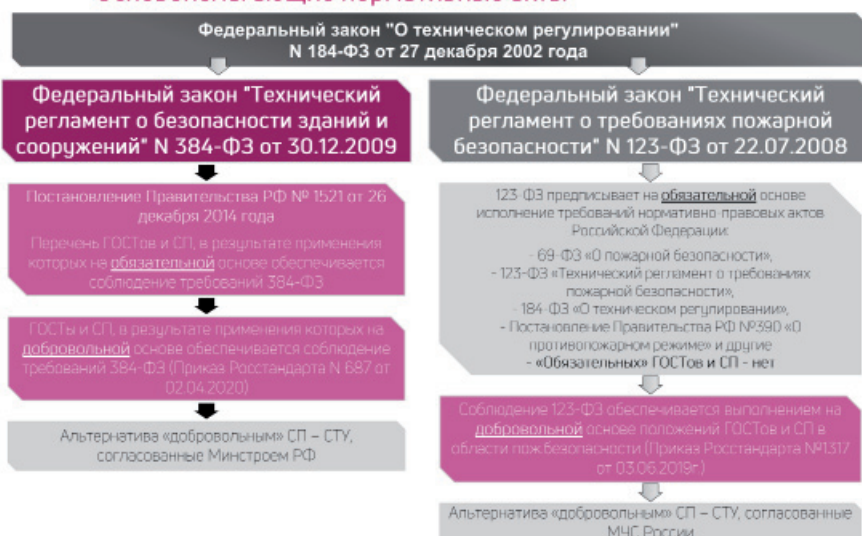 Основополагающие нормативные акты
Федеральный закон "О техническом регулировании"
N 184-ФЗ от 27 декабря 2002 года
Федеральный закон "Технический
регламент о безопасности зданий и
сооружений" N 384-ФЗ от 30.12.2009
Постановление Правительства РФ № 1521 от 26
декабря 2014 года
Перечень ГОСТов и СП, в результате применения
которых на обязательной основе обеспечивается
соблюдение требований 384-ФЗ
ГОСТы и СП, в результате применения которых на
добровольной основе обеспечивается соблюдение
требований 384-ФЗ (Приказ Росстандарта N 687 от
02.04.2020)
Альтернатива «добровольным» СП – СТУ,
согласованные Минстроем РФ
Федеральный закон "Технический
регламент о требованиях пожарной
безопасности" N 123-ФЗ от 22.07.2008
123-ФЗ предписывает на обязательной основе
исполнение требований нормативно-правовых актов
Российской Федерации:
- 69-ФЗ «О пожарной безопасности»,
- 123-ФЗ «Технический регламент о требованиях
пожарной безопасности»,
- 184-ФЗ «О техническом регулировании»,
- Постановление Правительства РФ №390 «О
противопожарном режиме» и другие
- «Обязательных» ГОСТов и СП - нет
Соблюдение 123-ФЗ обеспечивается выполнением на
добровольной основе положений ГОСТов и СП в
области пож.безопасности (Приказ Росстандарта №1317
от 03.06.2019г.)
Альтернатива «добровольным» СП – СТУ, согласованные
МЧС России